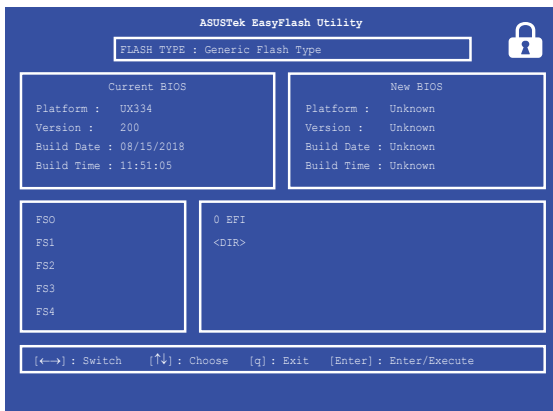 ASUSTek EasyFlash Utility
FLASH TYPE : Generic Flash Type
Current BIOS
Platform : UX334
Version : 200
Build Date : 08/15/2018
Build Time : 11:51:05
New BIOS
Platform : Unknown
Version : Unknown
Build Date : Unknown
Build Time : Unknown
FS0
FS1
FS2
FS3
FS4
0 EFI
<DIR>
[←→] : Switch [↑↓] : Choose [q] : Exit [Enter] : Enter/Execute